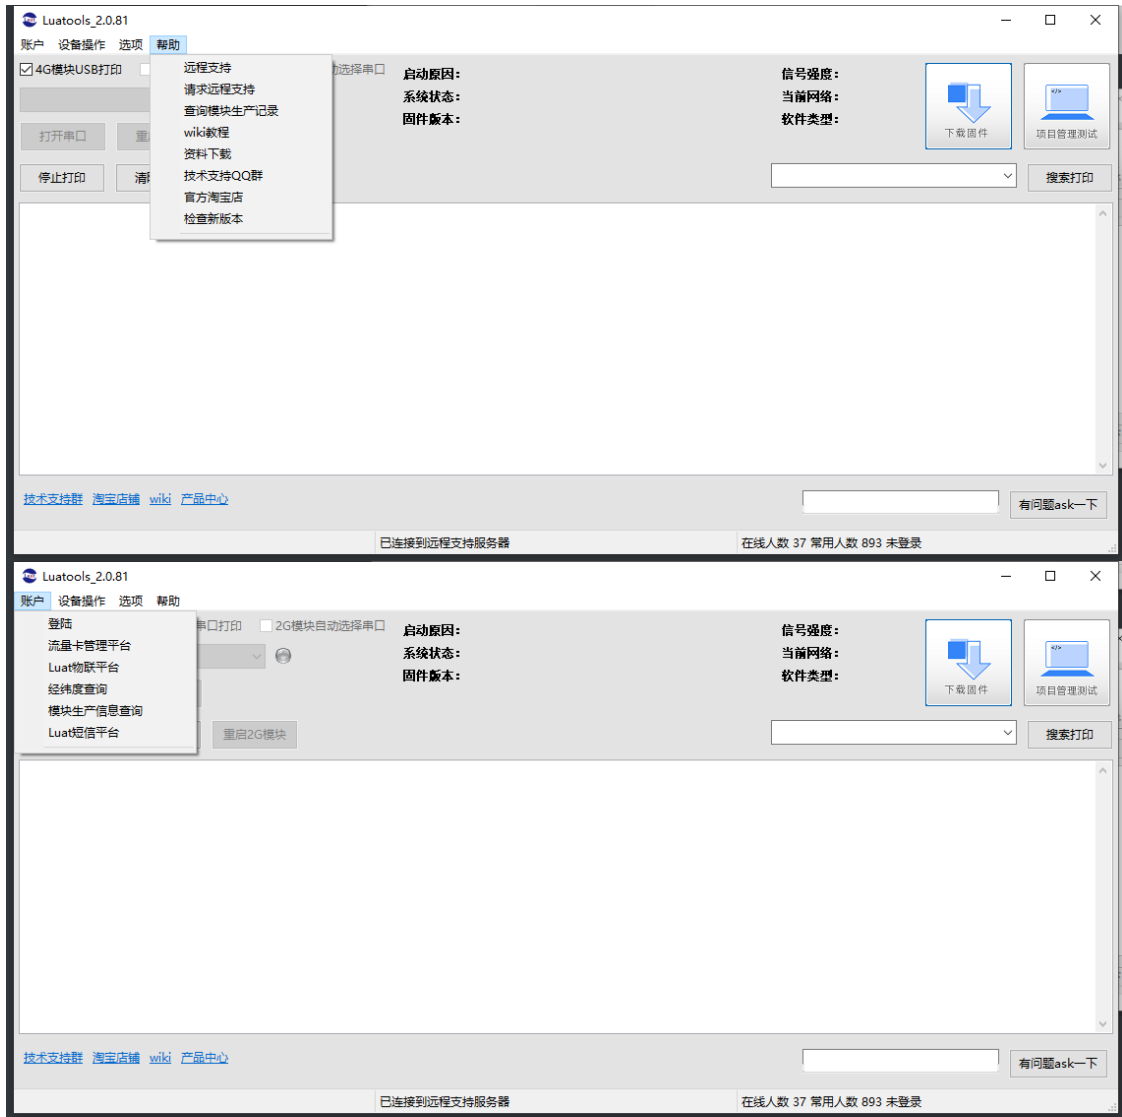 Luatools_2.0.81
账户 设备操作 选项 帮助
4G模块USB打印 动选择串口
远程支持
请求远程支持
查询模块生产记录
wiki教程
资料下载
技术支持QQ群
官方淘宝店
检查新版本
启动原因:
系统状态:
固件版本:
信号强度:
当前网络:
软件类型:
下载固件
</>
项目管理测试
打开串口
停止打印
搜索打印
技术支持群 淘宝店铺 wiki 产品中心
有问题ask一下
已连接到远程支持服务器 在线人数 37 常用人数 893 未登录
Luatools_2.0.81
账户 设备操作 选项 帮助
登陆
流量卡管理平台
Luat物联平台
经纬度查询
模块生产信息查询
Luat短信平台
串口打印 2G模块自动选择串口
重启2G模块
启动原因:
系统状态:
固件版本:
信号强度:
当前网络:
软件类型:
下载固件
</>
项目管理测试
搜索打印
技术支持群 淘宝店铺 wiki 产品中心
有问题ask一下
已连接到远程支持服务器 在线人数 37 常用人数 893 未登录